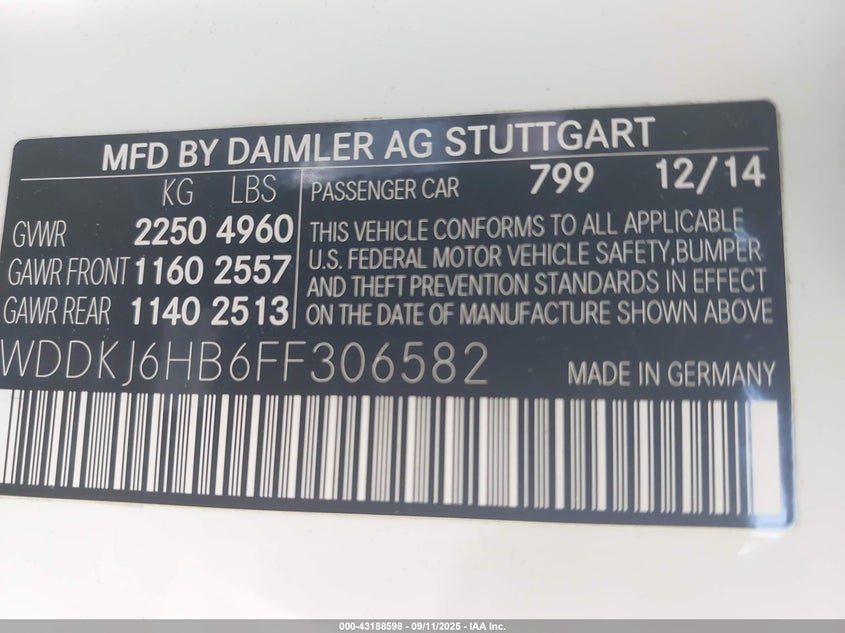 MFD BY DAIMLER AG STUTTGART
KG LBS PASSENGER CAR 799 12/14
GVWR 2250 4960
GAWR FRONT 1160 2557
GAWR REAR 1140 2513
THIS VEHICLE CONFORMS TO ALL APPLICABLE
U.S. FEDERAL MOTOR VEHICLE SAFETY,BUMPER
AND THEFT PREVENTION STANDARDS IN EFFECT
ON THE DATE OF MANUFACTURE SHOWN ABOVE
WDDKJ6HB6FF306582 MADE IN GERMANY
000-43188598 - 09/11/2025 - IAA Inc.